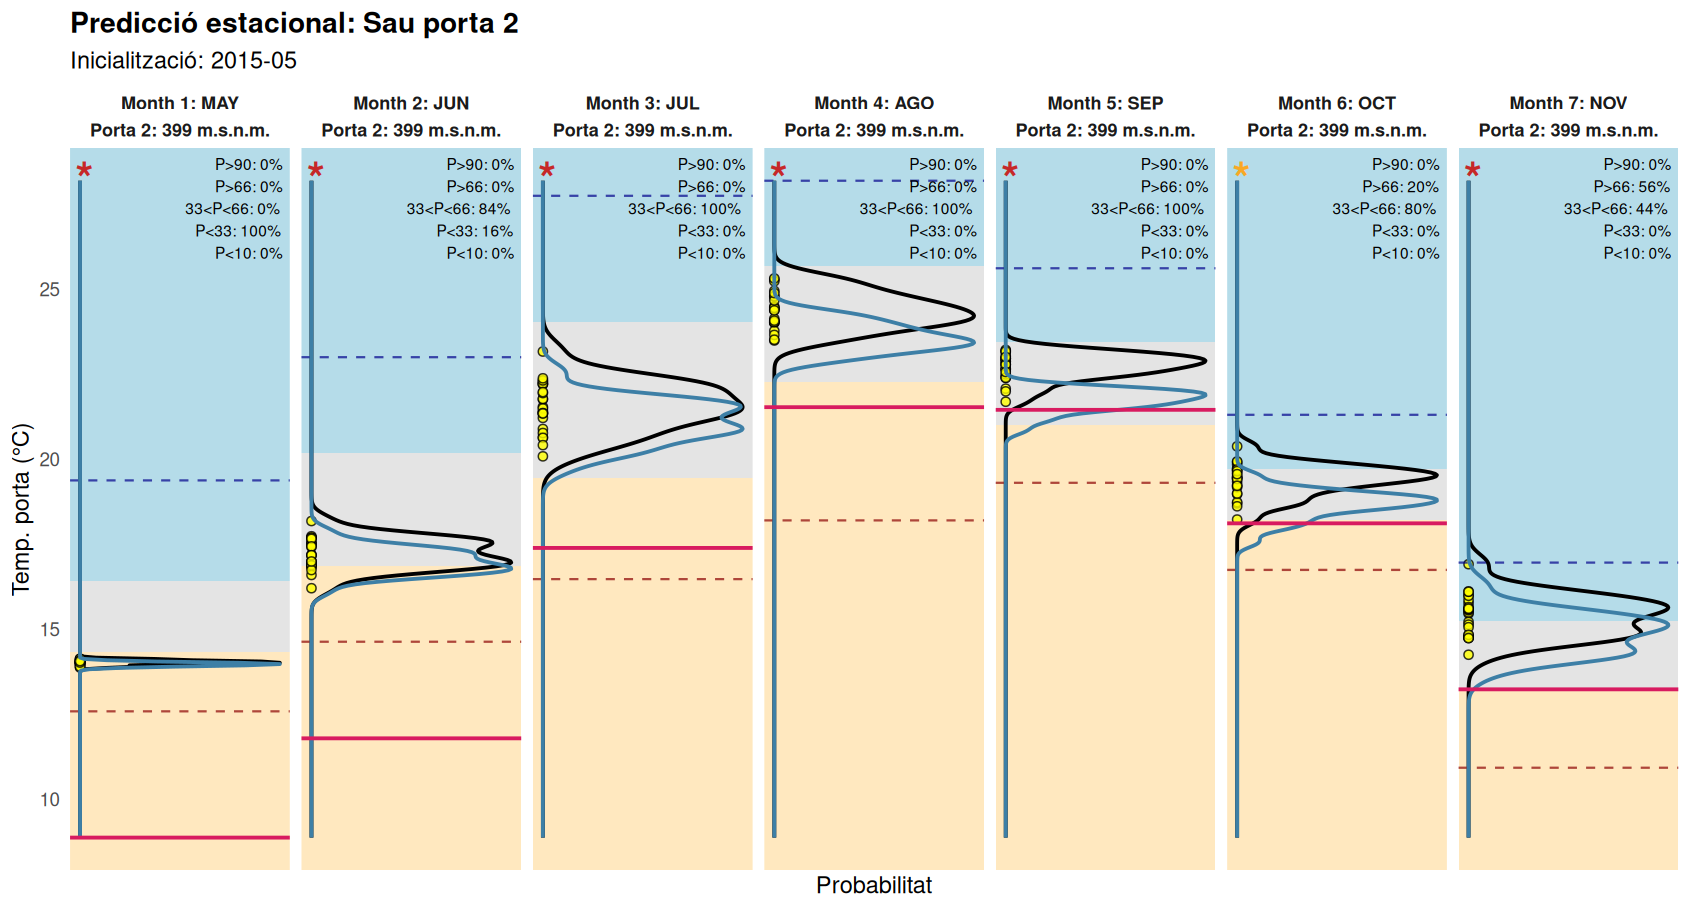 Predicció estacional: Sau porta 2
Inicialització: 2015-05
Month 1: MAY
Porta 2: 399 m.s.n.m.
Month 2: JUN
Porta 2: 399 m.s.n.m.
Month 3: JUL
Porta 2: 399 m.s.n.m.
Month 4: AGO
Porta 2: 399 m.s.n.m.
Month 5: SEP
Porta 2: 399 m.s.n.m.
Month 6: OCT
Porta 2: 399 m.s.n.m.
Month 7: NOV
Porta 2: 399 m.s.n.m.
*
P>90: 0%
P>66: 0%
33<P<66: 0%
P<33: 100%
P<10: 0%
*
P>90: 0%
P>66: 0%
33<P<66: 84%
P<33: 16%
P<10: 0%
*
P>90: 0%
P>66: 0%
33<P<66: 100%
P<33: 0%
P<10: 0%
*
P>90: 0%
P>66: 0%
33<P<66: 100%
P<33: 0%
P<10: 0%
*
P>90: 0%
P>66: 0%
33<P<66: 100%
P<33: 0%
P<10: 0%
*
P>90: 0%
P>66: 20%
33<P<66: 80%
P<33: 0%
P<10: 0%
*
P>90: 0%
P>66: 56%
33<P<66: 44%
P<33: 0%
P<10: 0%
25
20
15
10
Temp. porta (°C)
Probabilitat